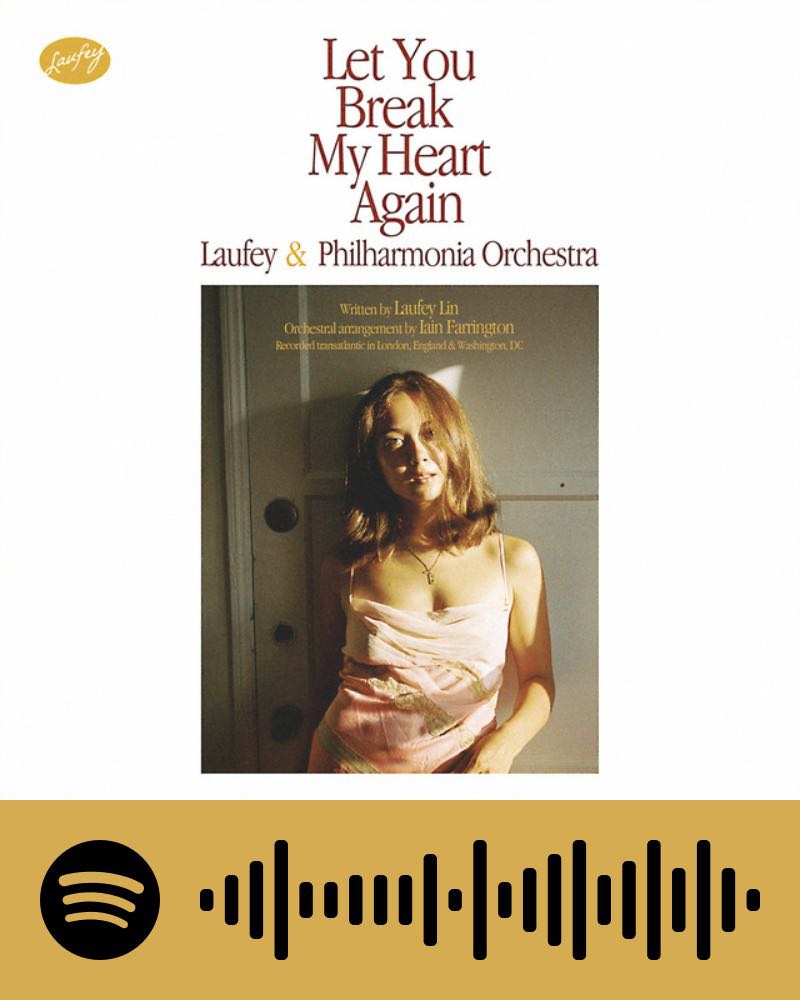 Laufey
Let You
Break
My Heart
Again
Laufey & Philharmonia Orchestra
Written by Laufey Lin
Orchestral arrangement by Iain Farrington
Recorded transatlantic in London, England & Washington, DC